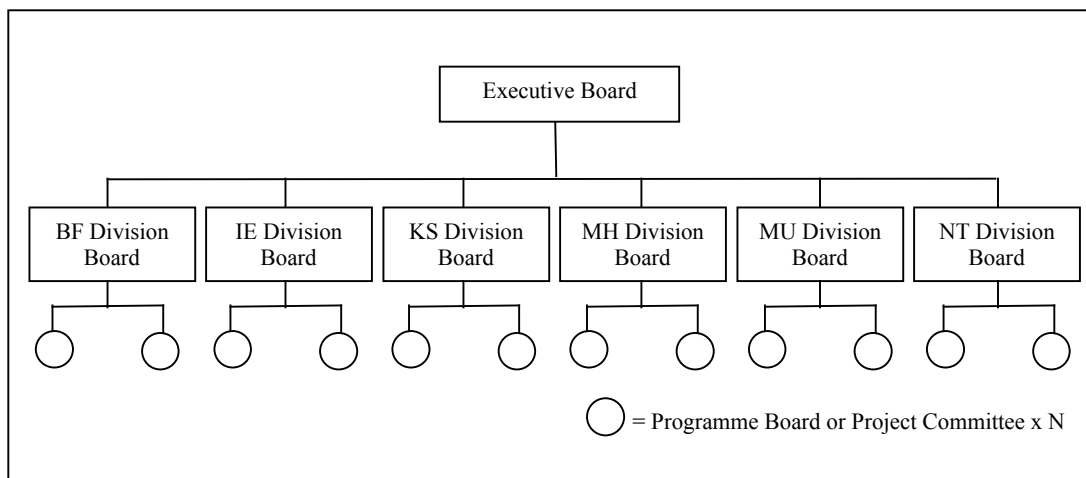 Executive Board
BF Division
Board
IE Division
Board
KS Division
Board
MH Division
Board
MU Division
Board
NT Division
Board
= Programme Board or Project Committee x N